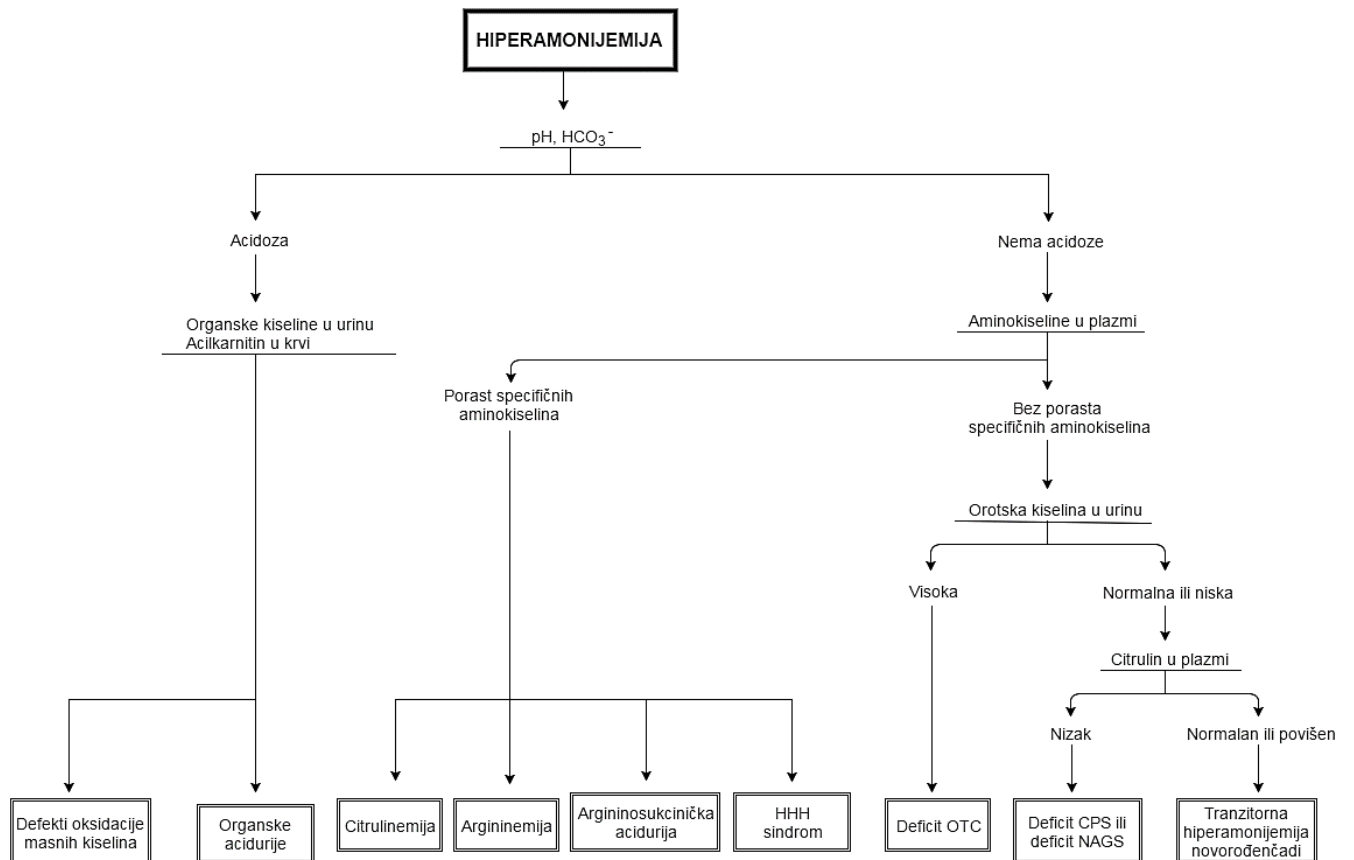 HIPERAMONIJEMIJA
pH, HCO3-
Acidoza
Nema acidoze
Organske kiseline u urinu
Acilkarnitin u krvi
Aminokiseline u plazmi
Porast specifičnih
aminokiselina
Bez porasta
specifičnih aminokiselina
Orotska kiselina u urinu
Visoka
Normalna ili niska
Citrulin u plazmi
Nizak
Normalan ili povišen
Defekti oksidacije
masnih kiselina
Organske
acidurije
Citrulinemija
Argininemija
Argininosukcinička
acidurija
HHH
sindrom
Deficit OTC
Deficit CPS ili
deficit NAGS
Tranzitorna
hiperamonijemija
novorođenčadi